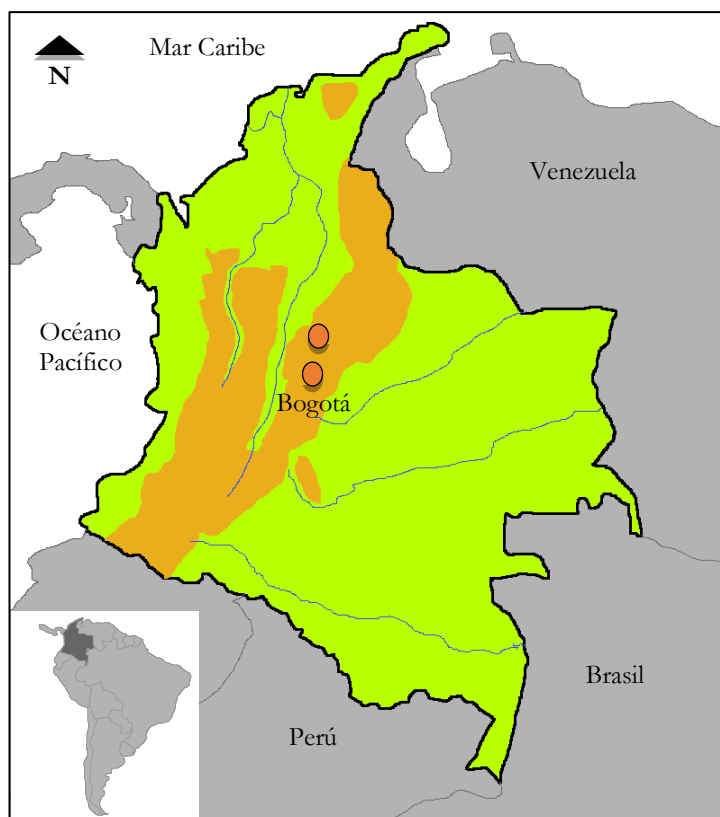 Mar Caribe
N
Venezuela
Océano
Pacífico
Bogotá
Brasil
Perú